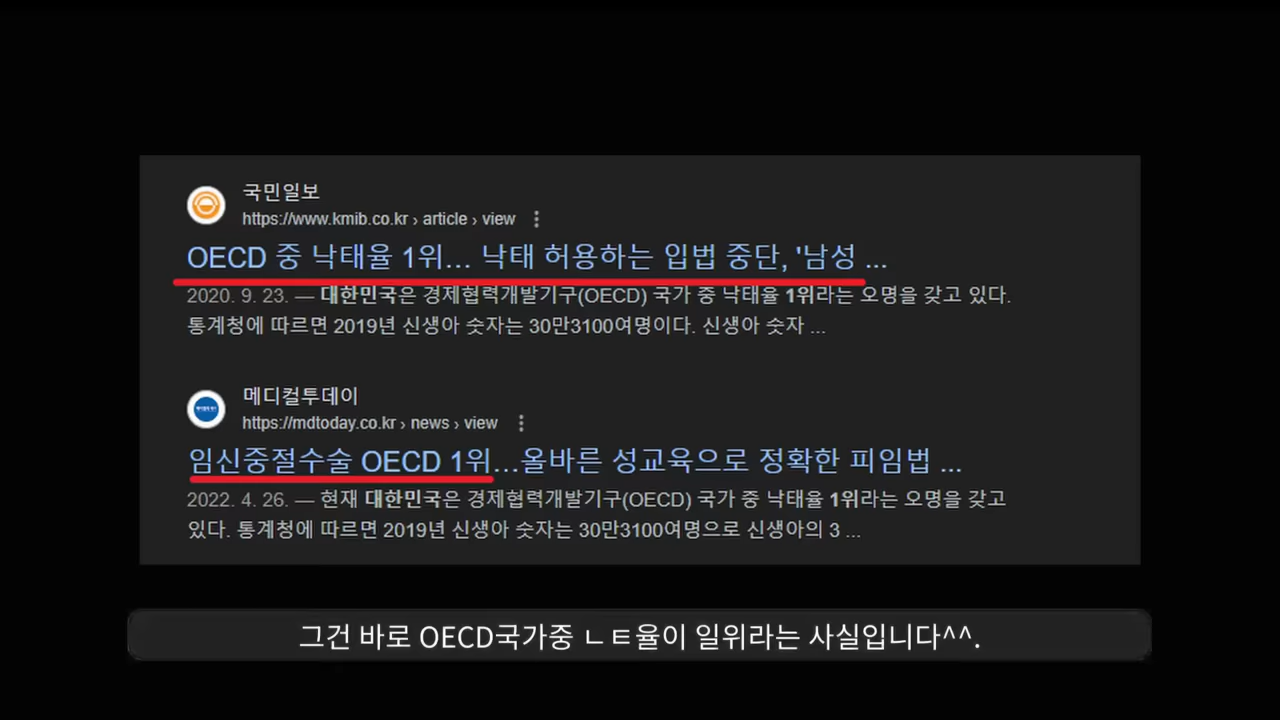 국민일보
https://www.kmib.co.kr › article › view
OECD 중 낙태율 1위... 낙태 허용하는 입법 중단, '남성 ...
2020. 9. 23. — 대한민국은 경제협력개발기구(OECD) 국가 중 낙태율 1위라는 오명을 갖고 있다.
통계청에 따르면 2019년 신생아 숫자는 30만3100여명이다. 신생아 숫자 ...
메디컬투데이
https://mdtoday.co.kr › news › view
임신중절수술 OECD 1위...올바른 성교육으로 정확한 피임법 ...
2022. 4. 26. — 현재 대한민국은 경제협력개발기구(OECD) 국가 중 낙태율 1위라는 오명을 갖고
있다. 통계청에 따르면 2019년 신생아 숫자는 30만3100여명으로 신생아의 3 ...
그건 바로 OECD국가중 ㄴㅌ율이 일위라는 사실입니다^^.